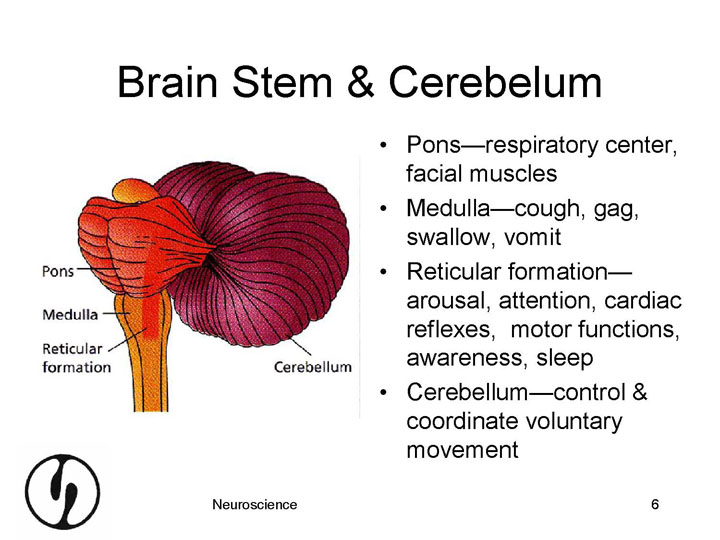 Brain Stem & Cerebelum
• Pons—respiratory center,
facial muscles
• Medulla—cough, gag,
swallow, vomit
• Reticular formation—
arousal, attention, cardiac
reflexes,  motor functions,
awareness, sleep
• Cerebellum—control &
coordinate voluntary
movement
Pons
Medulla
Reticular
formation
Cerebellum
Neuroscience
6